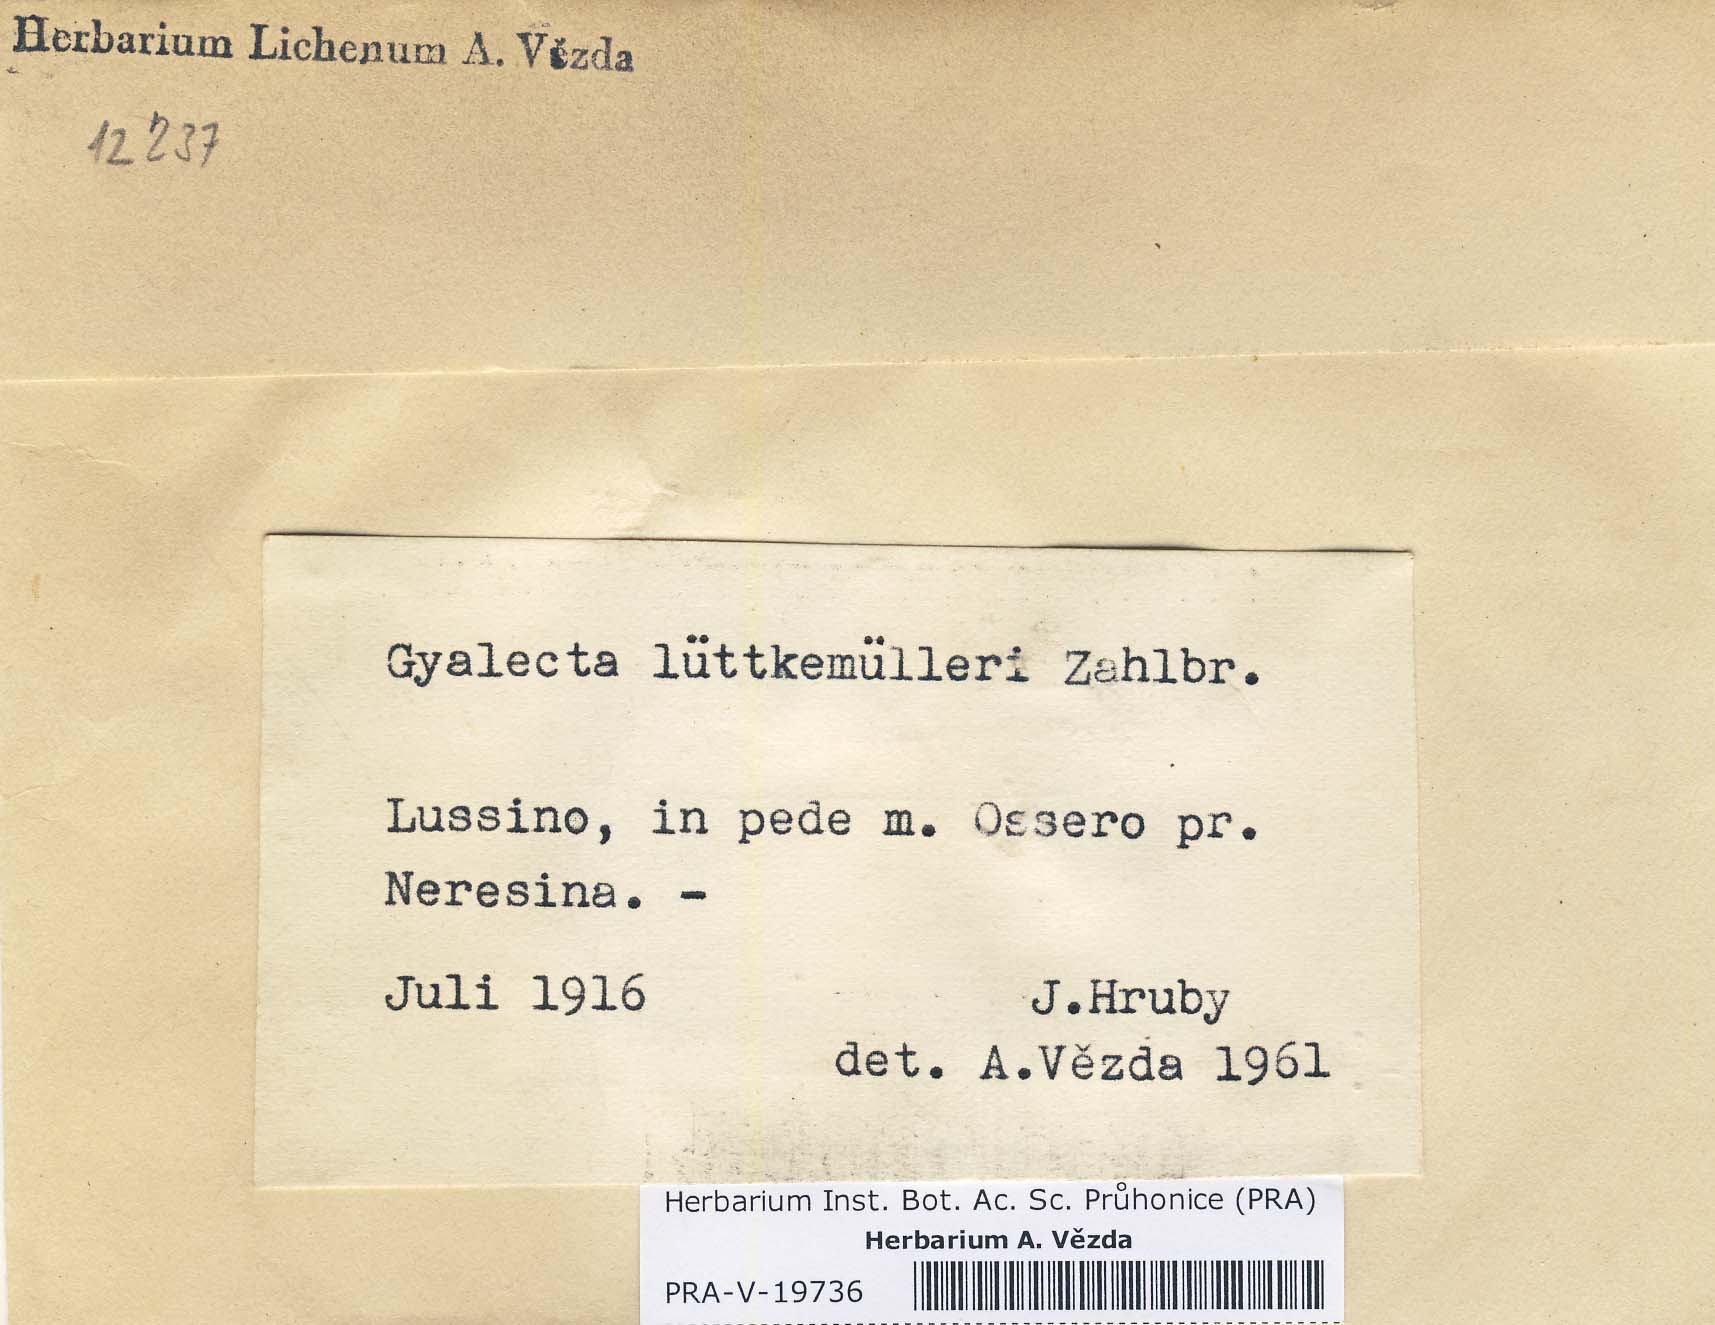 Herbarium Lichenum A. Vězda
12237
Gyalecta lüttkemülleri Zahlbr.
Lussino, in pede m. Ossero pr.
Neresina. -
Juli 1916 J.Hruby
det. A.Vězda 1961
Herbarium Inst. Bot. Ac. Sc. Průhonice (PRA)
Herbarium A. Vězda
PRA-V-19736